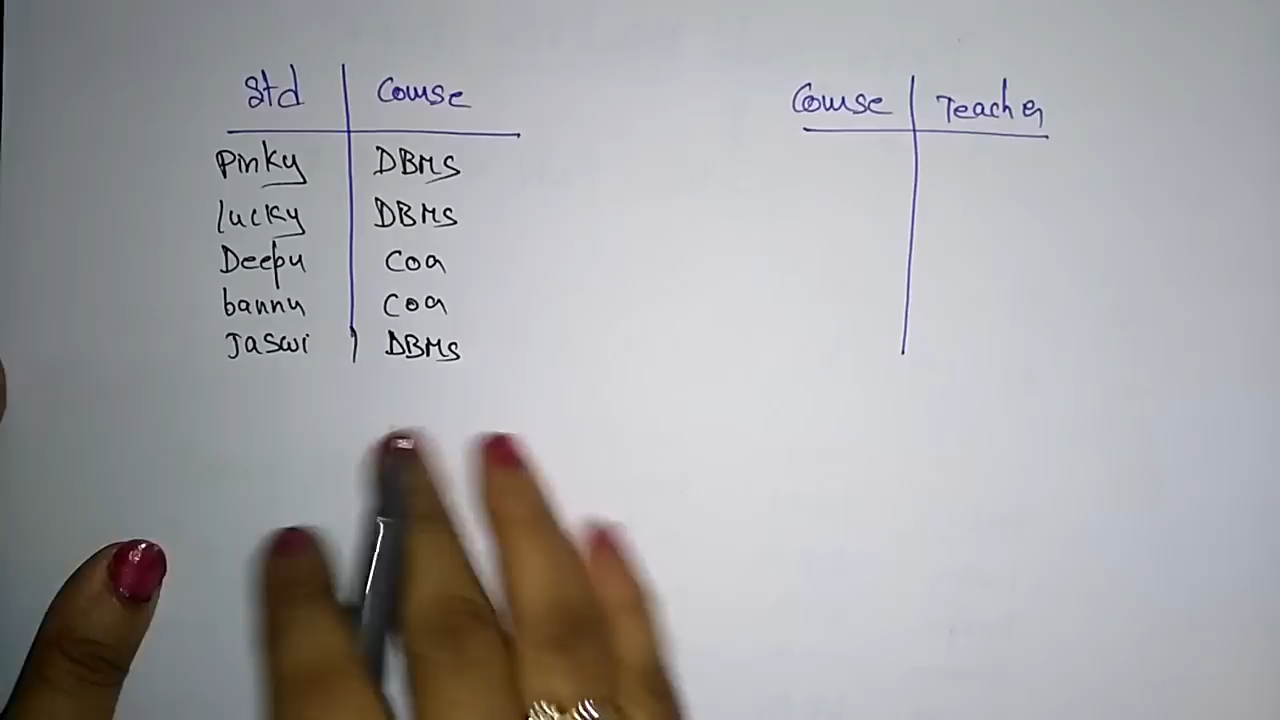 Std Course
Pinky DBMS
lucky DBMS
Deepu Coa
bannu Coa
Jaswi DBMS
Course Teacher